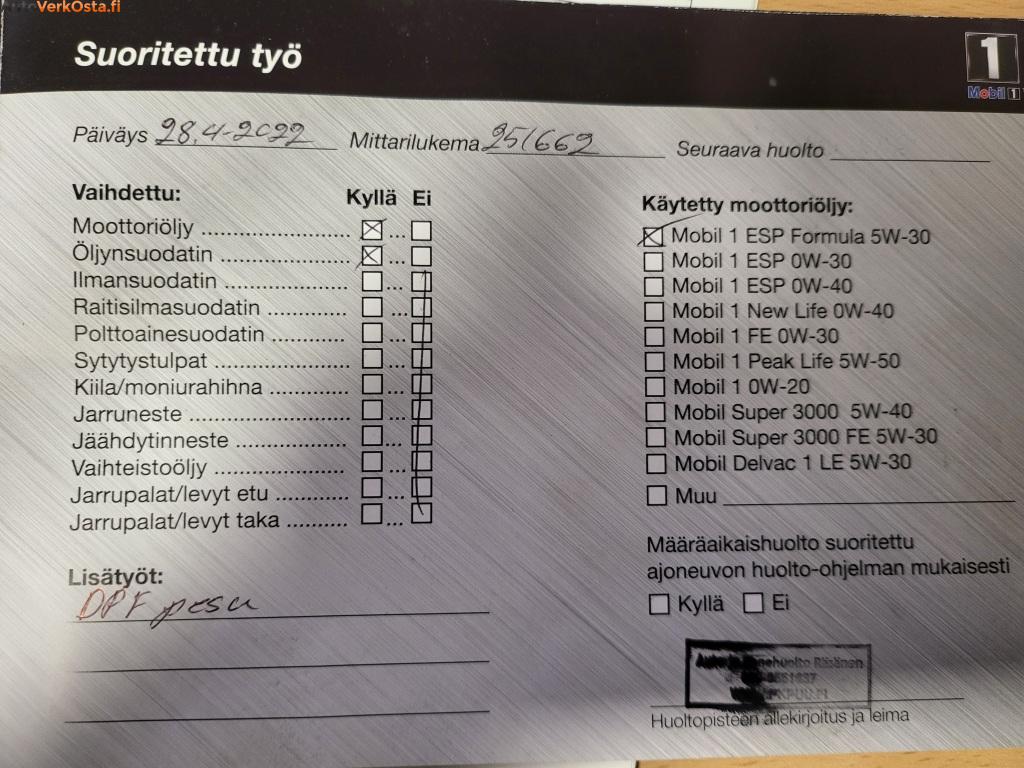 AutoVerkOsta.fi
Suoritettu työ
1
Mobil 1
Päiväys 28.4-2022 Mittarilukema 251662 Seuraava huolto
Vaihdettu: Kyllä Ei
Moottoriöljy
Öljynsuodatin
Ilmansuodatin
Raitisilmasuodatin
Polttoainesuodatin
Sytytystulpat
Kiila/moniurahihna
Jarruneste
Jäähdytinneste
Vaihteistoöljy
Jarrupalat/levyt etu
Jarrupalat/levyt taka
Lisätyöt:
DPF pesu
Käytetty moottoriöljy:
Mobil 1 ESP Formula 5W-30
Mobil 1 ESP 0W-30
Mobil 1 ESP 0W-40
Mobil 1 New Life 0W-40
Mobil 1 FE 0W-30
Mobil 1 Peak Life 5W-50
Mobil 1 0W-20
Mobil Super 3000 5W-40
Mobil Super 3000 FE 5W-30
Mobil Delvac 1 LE 5W-30
Muu
Määräaikaishuolto suoritettu
ajoneuvon huolto-ohjelman mukaisesti
Kyllä Ei
Räisänen
Huoltopisteen allekirjoitus ja leima